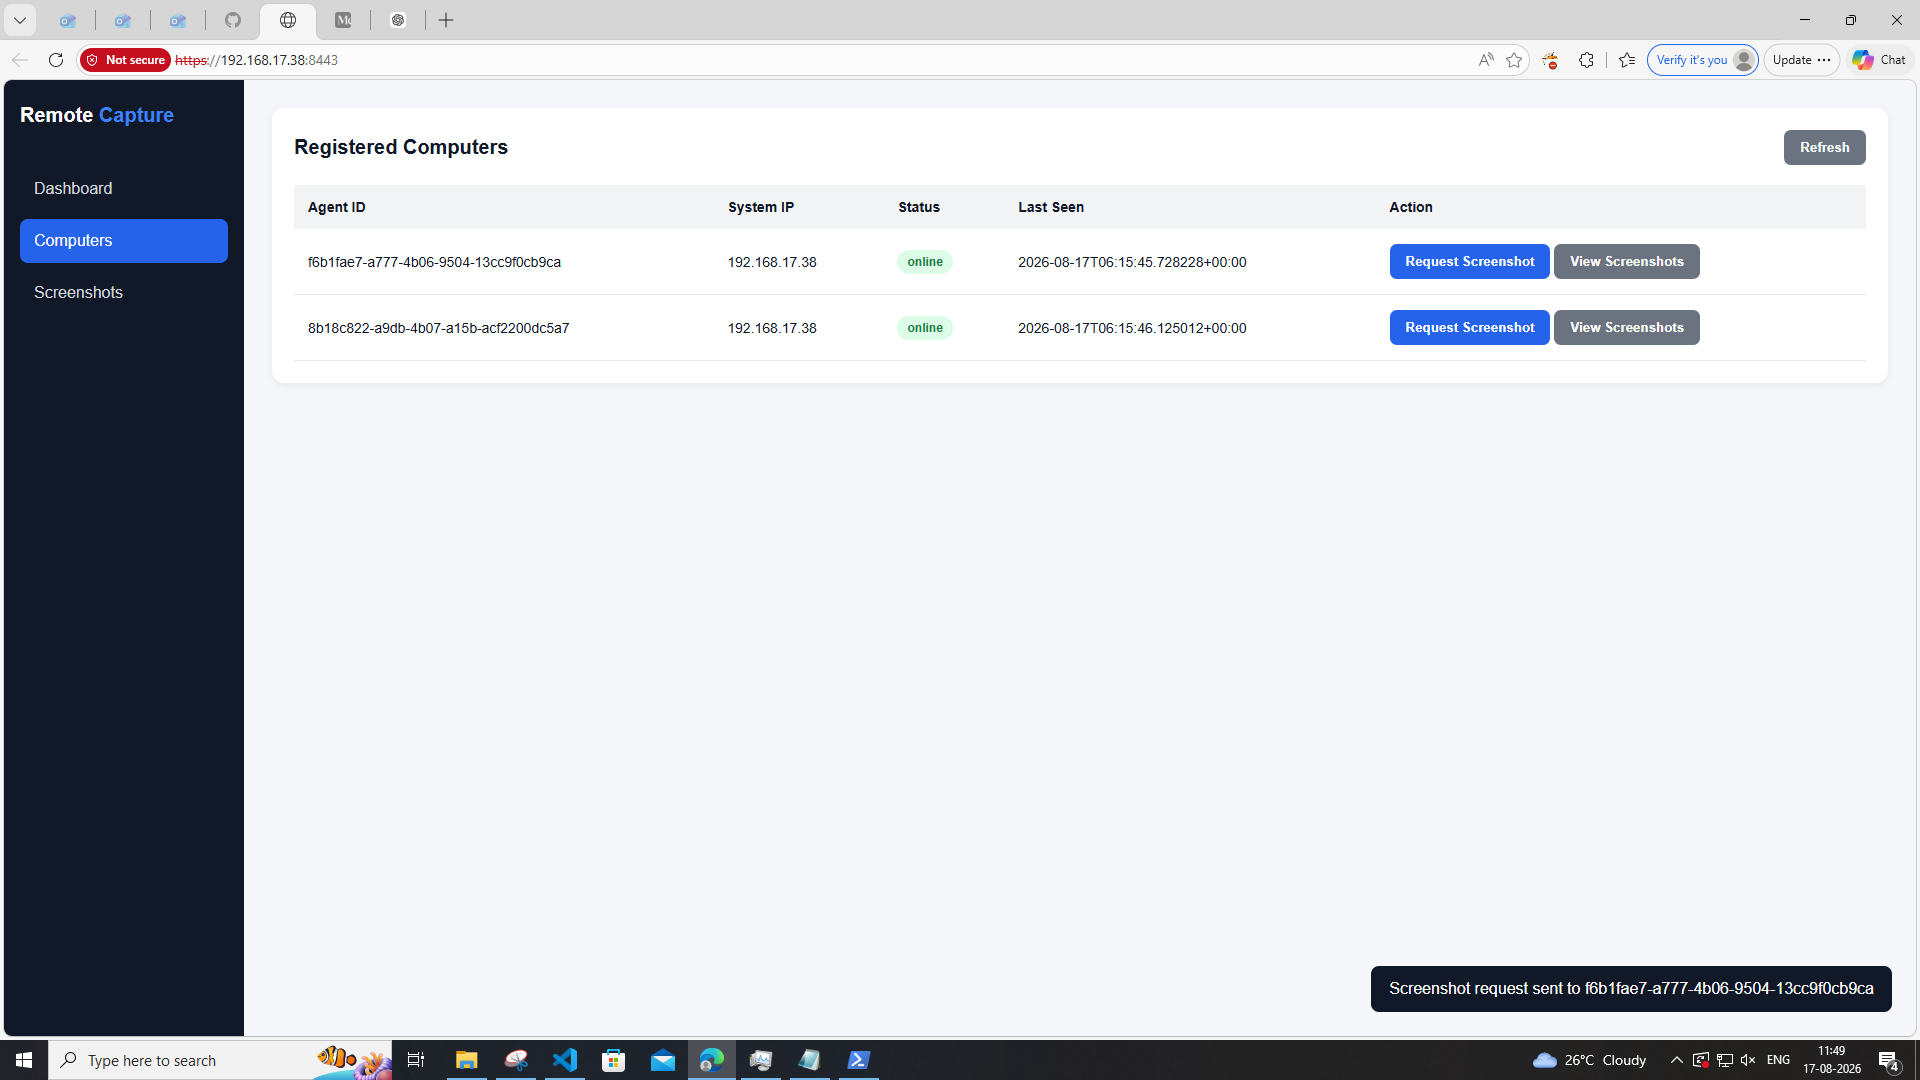 Not secure https://192.168.17.38:8443
Verify it's you
Update
Chat
Remote Capture
Dashboard
Computers
Screenshots
Registered Computers
Refresh
Agent ID System IP Status Last Seen Action
f6b1fae7-a777-4b06-9504-13cc9f0cb9ca 192.168.17.38 online 2026-08-17T06:15:45.728228+00:00 Request Screenshot View Screenshots
8b18c822-a9db-4b07-a15b-acf2200dc5a7 192.168.17.38 online 2026-08-17T06:15:46.125012+00:00 Request Screenshot View Screenshots
Screenshot request sent to f6b1fae7-a777-4b06-9504-13cc9f0cb9ca
Type here to search
26°C Cloudy
ENG
11:49
17-08-2026
4